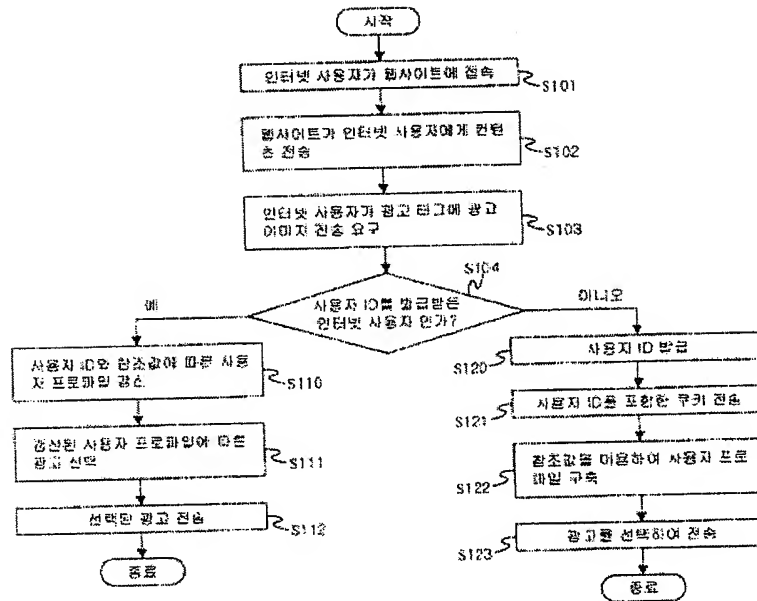 시작
인터넷 사용자가 웹사이트에 접속
S101
웹사이트가 인터넷 사용자에게 컨텐
츠 전송
S102
인터넷 사용자가 광고 태그에 광고
이미지 전송 요구
S103
S104
사용자 ID를 발급받은
인터넷 사용자 인가?
예
아니오
사용자 ID와 참조값에 따른 사용
자 프로파일 갱신
S110
갱신된 사용자 프로파일에 따른
광고 선택
S111
선택된 광고 전송
S112
종료
사용자 ID 발급
S120
사용자 ID를 포함한 쿠키 전송
S121
참조값을 이용하여 사용자 프로
파일 구축
S122
광고를 선택하여 전송
S123
종료